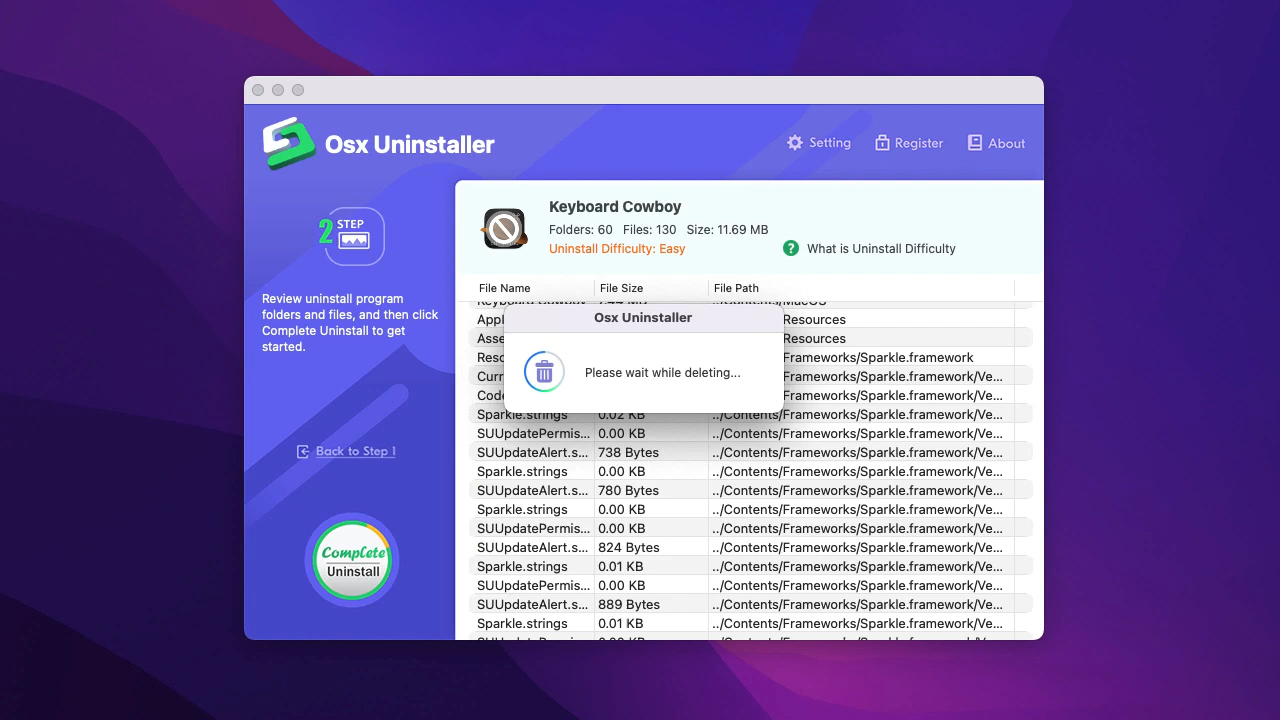 Osx Uninstaller
Setting
Register
About
2 STEP
Review uninstall program
folders and files, and then click
Complete Uninstall to get
started.
Back to Step 1
Complete
Uninstall
Keyboard Cowboy
Folders: 60 Files: 130 Size: 11.69 MB
Uninstall Difficulty: Easy
What is Uninstall Difficulty
File Name File Size File Path
Appl Resources
Asse Resources
Reso Frameworks/Sparkle.framework
Curr Frameworks/Sparkle.framework/Ve...
Code Frameworks/Sparkle.framework/Ve...
Osx Uninstaller
Please wait while deleting...
Sparkle.strings 0.02 KB ../Contents/Frameworks/Sparkle.framework/Ve...
SUUpdatePermis... 0.00 KB ../Contents/Frameworks/Sparkle.framework/Ve...
SUUpdateAlert.s... 738 Bytes ../Contents/Frameworks/Sparkle.framework/Ve...
Sparkle.strings 0.00 KB ../Contents/Frameworks/Sparkle.framework/Ve...
SUUpdateAlert.s... 780 Bytes ../Contents/Frameworks/Sparkle.framework/Ve...
Sparkle.strings 0.00 KB ../Contents/Frameworks/Sparkle.framework/Ve...
SUUpdatePermis... 0.00 KB ../Contents/Frameworks/Sparkle.framework/Ve...
SUUpdateAlert.s... 824 Bytes ../Contents/Frameworks/Sparkle.framework/Ve...
Sparkle.strings 0.01 KB ../Contents/Frameworks/Sparkle.framework/Ve...
SUUpdatePermis... 0.00 KB ../Contents/Frameworks/Sparkle.framework/Ve...
SUUpdateAlert.s... 889 Bytes ../Contents/Frameworks/Sparkle.framework/Ve...
Sparkle.strings 0.01 KB ../Contents/Frameworks/Sparkle.framework/Ve...